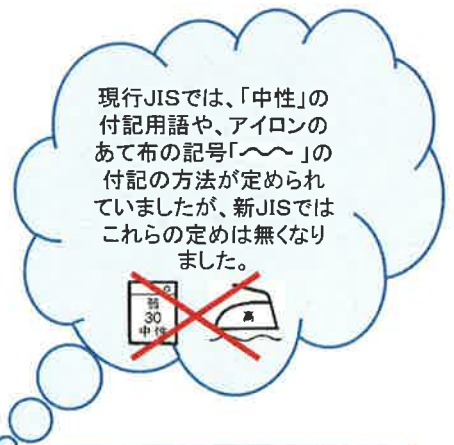 現行JISでは、「中性」の
付記用語や、アイロンの
あて布の記号「〜〜」の
付記の方法が定められ
ていましたが、新JISでは
これらの定めは無くなり
ました。
弱
30
中性
高